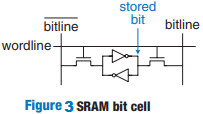 stored
bit
bitline
bitline
wordline
Figure 3 SRAM bit cell